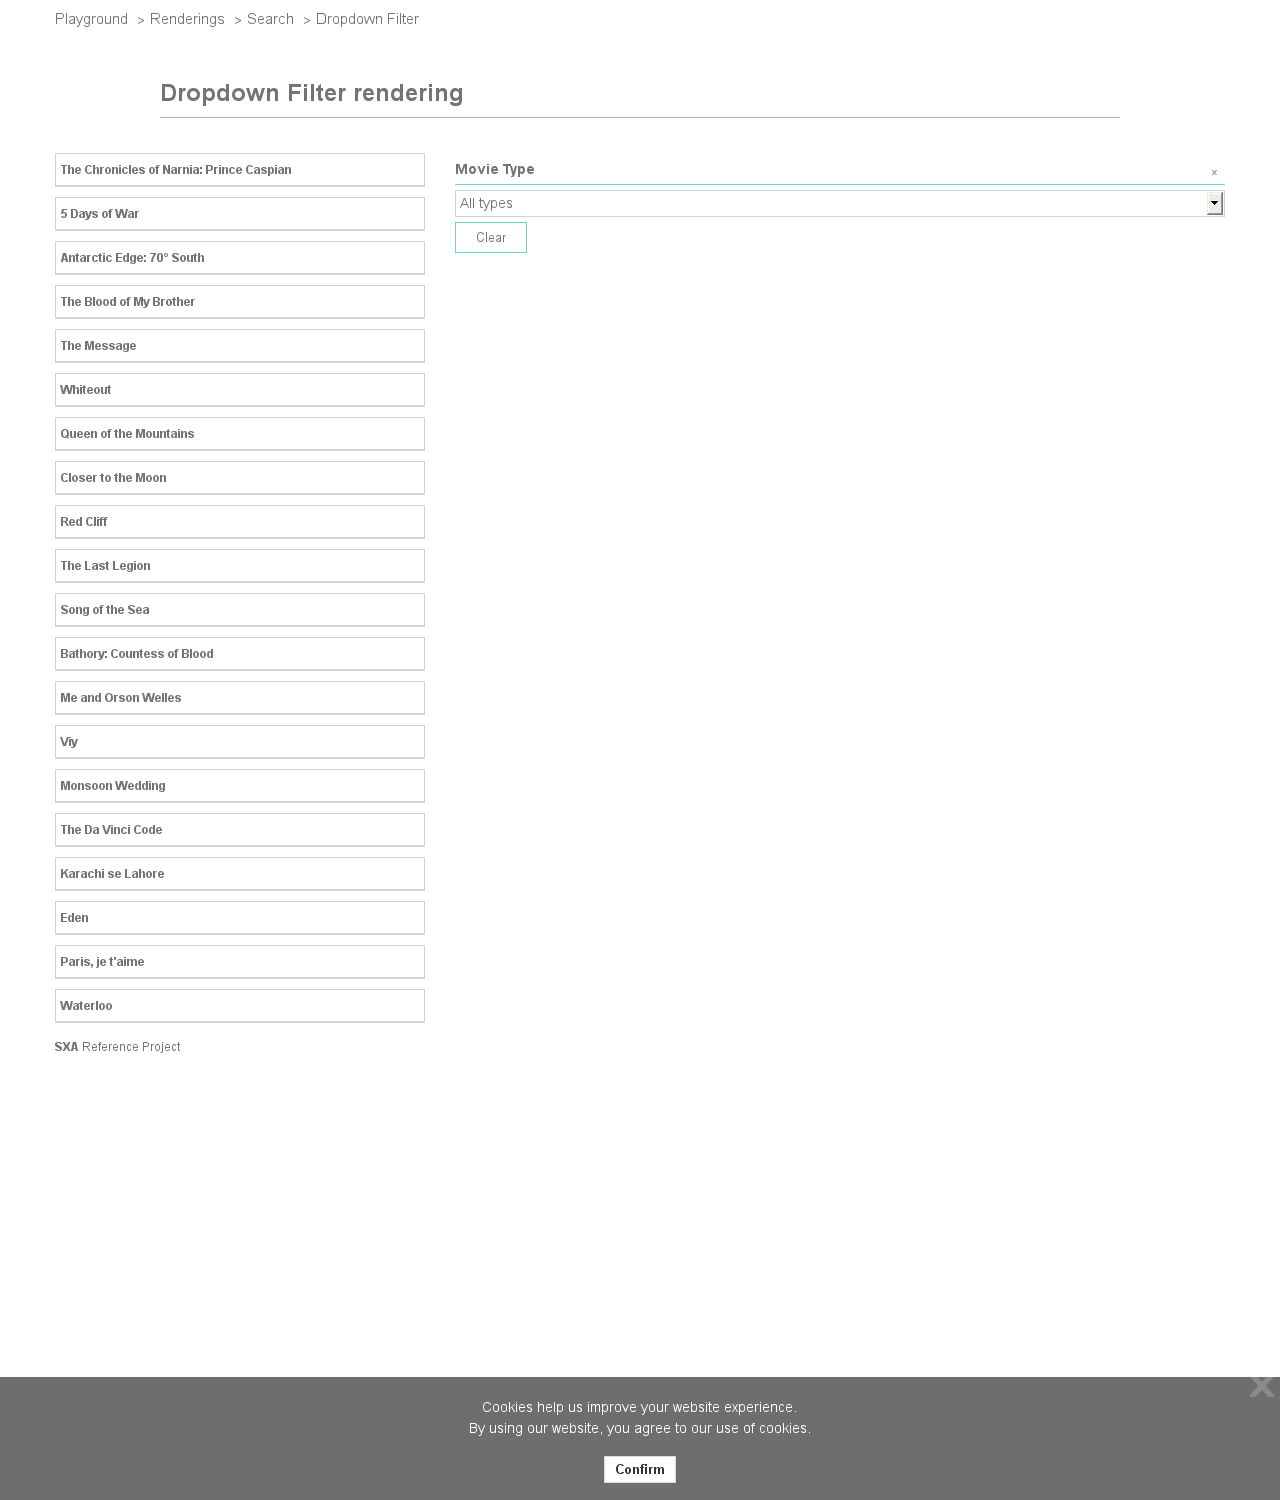 Playground > Renderings > Search > Dropdown Filter
Dropdown Filter rendering
The Chronicles of Narnia: Prince Caspian
5 Days of War
Antarctic Edge: 70° South
The Blood of My Brother
The Message
Whiteout
Queen of the Mountains
Closer to the Moon
Red Cliff
The Last Legion
Song of the Sea
Bathory: Countess of Blood
Me and Orson Welles
Viy
Monsoon Wedding
The Da Vinci Code
Karachi se Lahore
Eden
Paris, je t'aime
Waterloo
Movie Type x
All types
Clear
SXA Reference Project
X
Cookies help us improve your website experience.
By using our website, you agree to our use of cookies.
Confirm